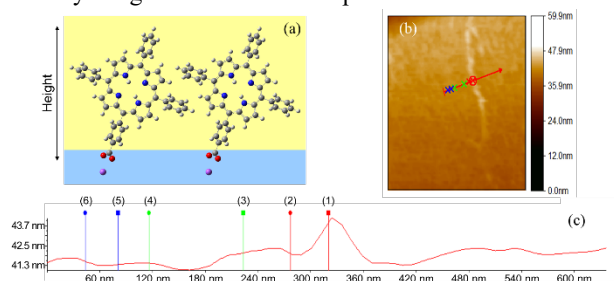 (a)
Height
(b)
59.9nm
47.9nm
35.9nm
24.0nm
12.0nm
0.0nm
(6) (5) (4) (3) (2) (1)
(c)
43.7 nm
42.5 nm
41.3 nm
60 nm 120 nm 180 nm 240 nm 300 nm 360 nm 420 nm 480 nm 540 nm 600 nm